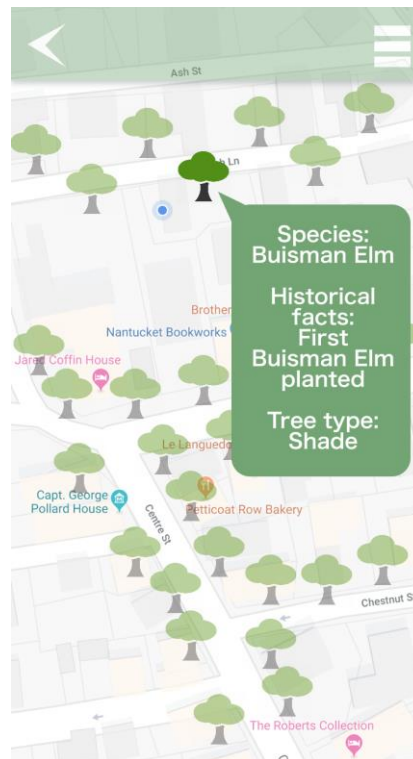 Ash St
h Ln
Species:
Buisman Elm
Historical
facts:
First
Buisman Elm
planted
Tree type:
Shade
Brother
Nantucket Bookworks
Jared Coffin House
Le Languedo
Capt. George
Pollard House
Petticoat Row Bakery
Centre St
Chestnut S
The Roberts Collection